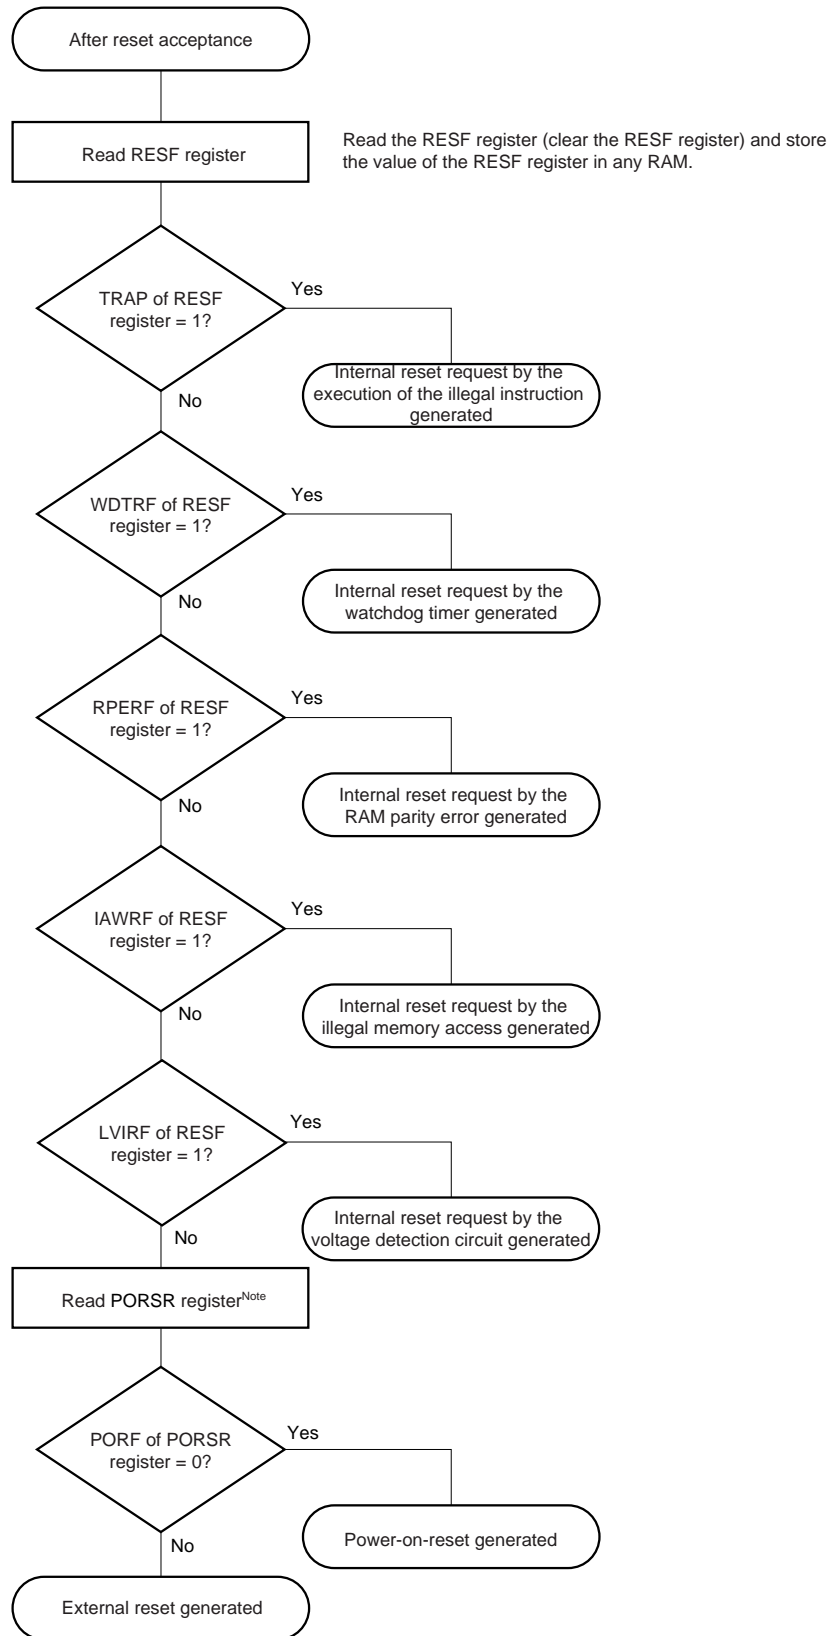 After reset acceptance
Read RESF register
Read the RESF register (clear the RESF register) and store
the value of the RESF register in any RAM.
TRAP of RESF
register = 1?
Yes
Internal reset request by the
execution of the illegal instruction
generated
No
WDTRF of RESF
register = 1?
Yes
Internal reset request by the
watchdog timer generated
No
RPERF of RESF
register = 1?
Yes
Internal reset request by the
RAM parity error generated
No
IAWRF of RESF
register = 1?
Yes
Internal reset request by the
illegal memory access generated
No
LVIRF of RESF
register = 1?
Yes
Internal reset request by the
voltage detection circuit generated
No
Read PORSR registerNote
PORF of PORSR
register = 0?
Yes
Power-on-reset generated
No
External reset generated